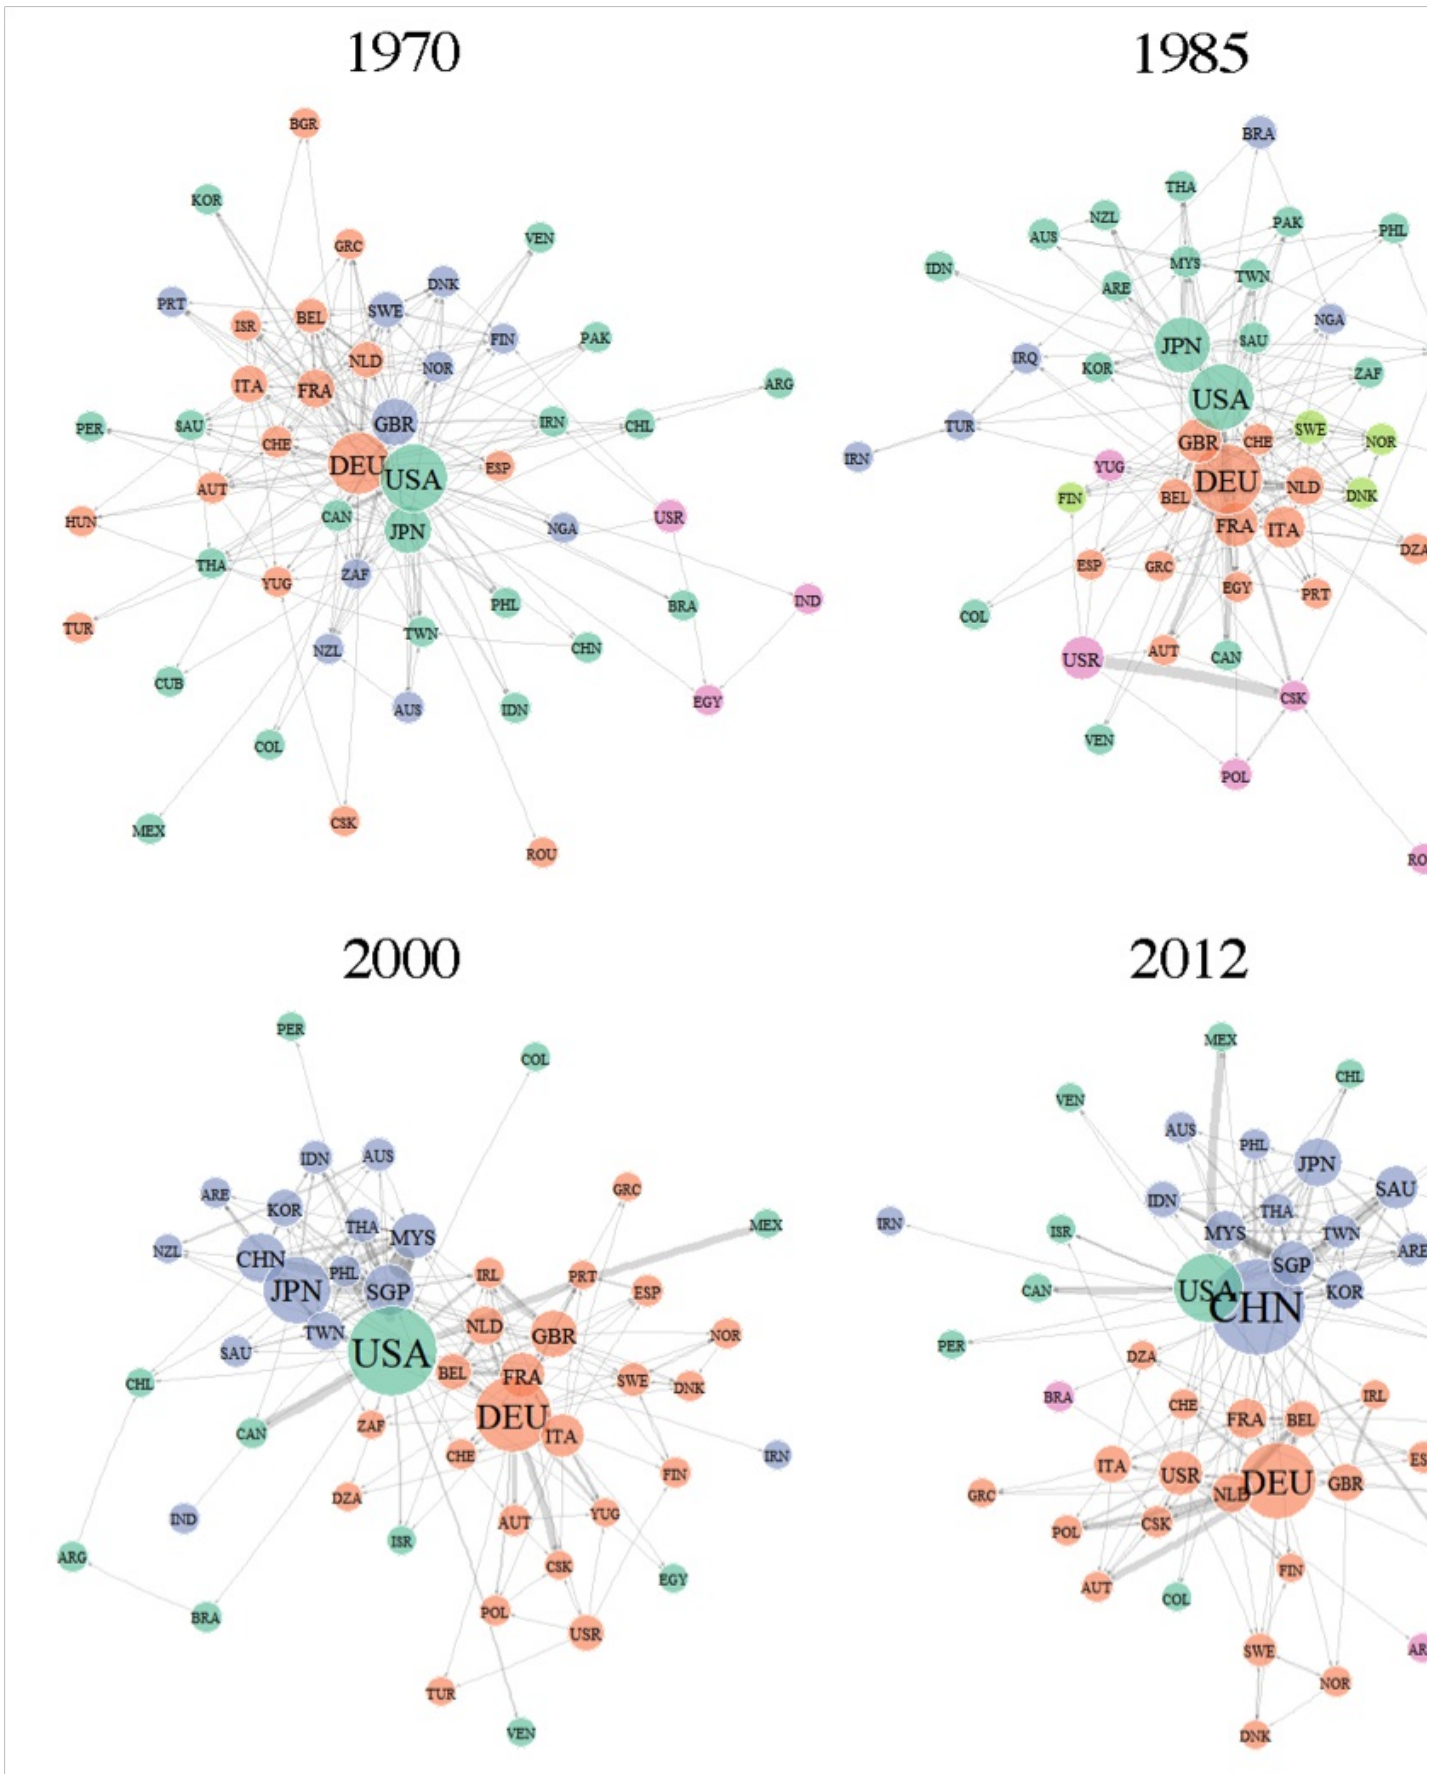 1970
BGR
KOR
GRC
VEN
DNK
PRT
SWE
BEL
ISR
FIN
PAK
NLD
NOR
ITA
FRA
ARG
SAU
PER
GBR
IRN
CHL
CHE
DEU
USA
ESP
AUT
CAN
HUN
JPN
NGA
USR
THA
YUG
ZAF
PHL
BRA
IND
TUR
TWN
NZL
CHN
CUB
AUS
IDN
EGY
COL
MEX
CSK
ROU
1985
BRA
THA
NZL
AUS
PAK
PHL
IDN
MYS
TWN
ARE
NGA
JPN
SAU
IRQ
KOR
ZAF
USA
TUR
SWE
NOR
GBR
CHE
IRN
YUG
DEU
NLD
FIN
BEL
DNK
FRA
ITA
DZA
ESP
GRC
EGY
PRT
COL
USR
AUT
CAN
CSK
VEN
POL
RO
2000
PER
COL
IDN
AUS
ARE
KOR
GRC
THA
MYS
MEX
NZL
CHN
PHL
IRL
PRT
JPN
SGP
ESP
TWN
NLD
GBR
NOR
SAU
USA
BEL
FRA
SWE
DNK
CHL
DEU
ZAF
CAN
ITA
CHE
IRN
FIN
DZA
IND
AUT
YUG
ISR
ARG
CSK
EGY
BRA
POL
USR
TUR
VEN
2012
MEX
CHL
VEN
AUS
PHL
JPN
IDN
SAU
THA
IRN
ISR
MYS
TWN
ARE
SGP
CAN
USA
KOR
CHN
PER
DZA
BRA
CHE
FRA
BEL
IRL
ITA
USR
ES
GRC
NLD
DEU
GBR
POL
CSK
FIN
AUT
COL
SWE
AR
NOR
DNK